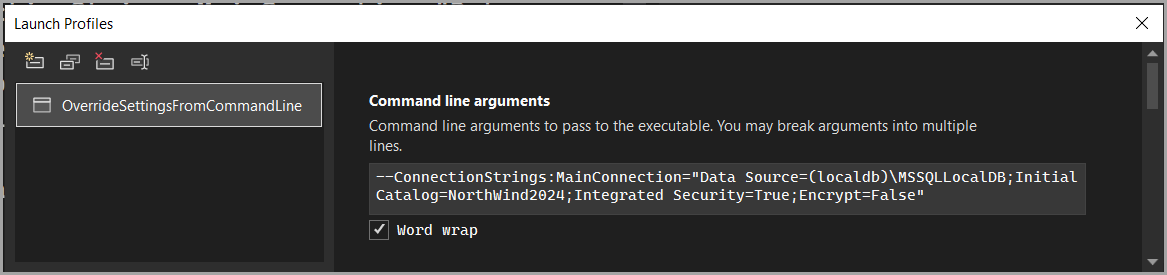 Launch Profiles
OverrideSettingsFromCommandLine
Command line arguments
Command line arguments to pass to the executable. You may break arguments into multiple
lines.
--ConnectionStrings:MainConnection="Data Source=(localdb)\MSSQLLocalDB;Initial
Catalog=NorthWind2024;Integrated Security=True;Encrypt=False"
Word wrap